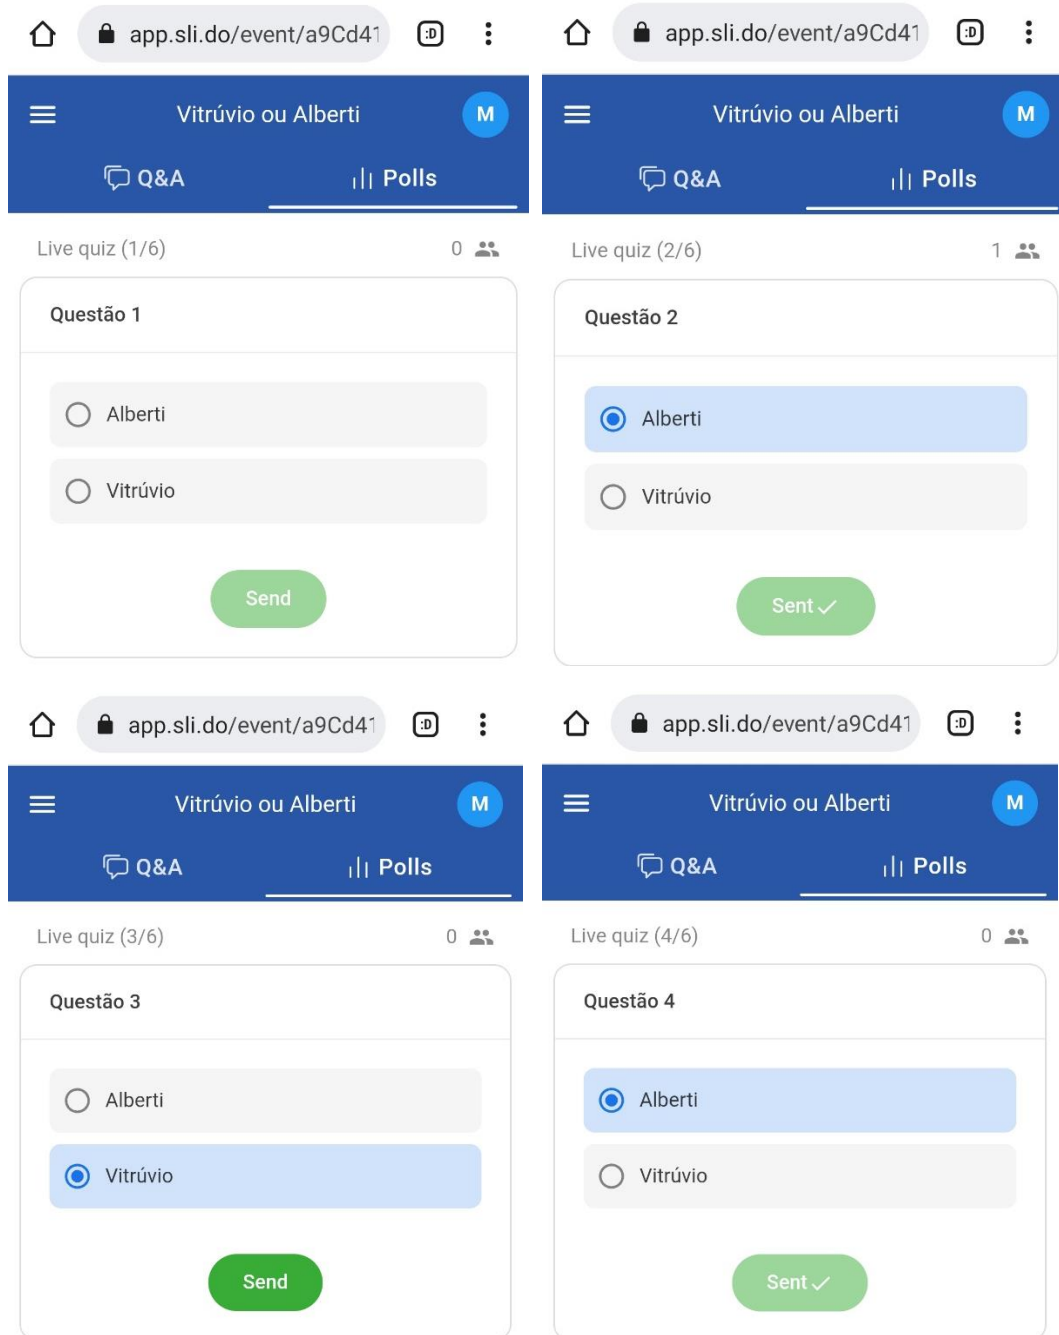 app.sli.do/event/a9Cd41
:D
Vitrúvio ou Alberti
M
Q&A
Polls
Live quiz (1/6)
0
Questão 1
Alberti
Vitrúvio
Send
app.sli.do/event/a9Cd41
:D
Vitrúvio ou Alberti
M
Q&A
Polls
Live quiz (2/6)
1
Questão 2
Alberti
Vitrúvio
Sent
app.sli.do/event/a9Cd41
:D
Vitrúvio ou Alberti
M
Q&A
Polls
Live quiz (3/6)
0
Questão 3
Alberti
Vitrúvio
Send
app.sli.do/event/a9Cd41
:D
Vitrúvio ou Alberti
M
Q&A
Polls
Live quiz (4/6)
0
Questão 4
Alberti
Vitrúvio
Sent